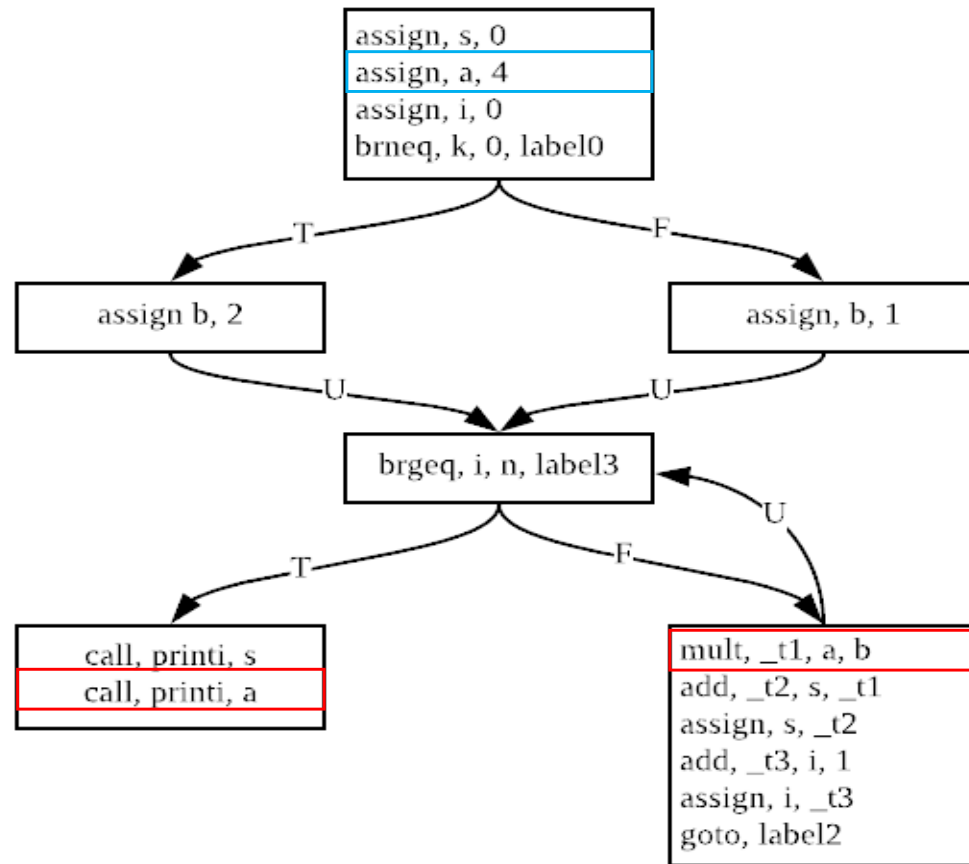 assign, s, 0
assign, a, 4
assign, i, 0
brneq, k, 0, label0
T
F
assign b, 2
assign, b, 1
U
U
brgeq, i, n, label3
U
T
F
call, printi, s
call, printi, a
mult, _t1, a, b
add, _t2, s, _t1
assign, s, _t2
add, _t3, i, 1
assign, i, _t3
goto, label2